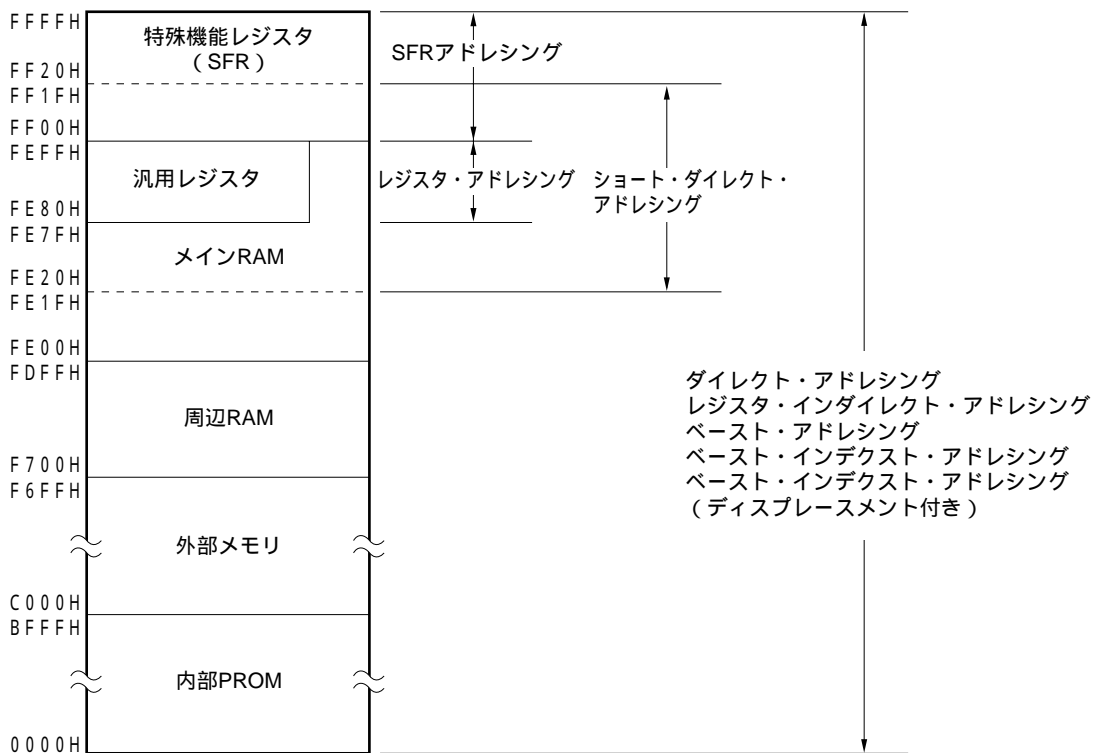 FFFFH
特殊機能レジスタ
（SFR）
SFRアドレシング
FF20H
FF1FH
FF00H
FEFFH
汎用レジスタ
レジスタ・アドレシング
ショート・ダイレクト・
アドレシング
FE80H
FE7FH
メインRAM
FE20H
FE1FH
FE00H
FDFFH
周辺RAM
F700H
F6FFH
ダイレクト・アドレシング
レジスタ・インダイレクト・アドレシング
ベースト・アドレシング
ベースト・インデクスト・アドレシング
ベースト・インデクスト・アドレシング
（ディスプレースメント付き）
外部メモリ
C000H
BFFFH
内部PROM
0000H